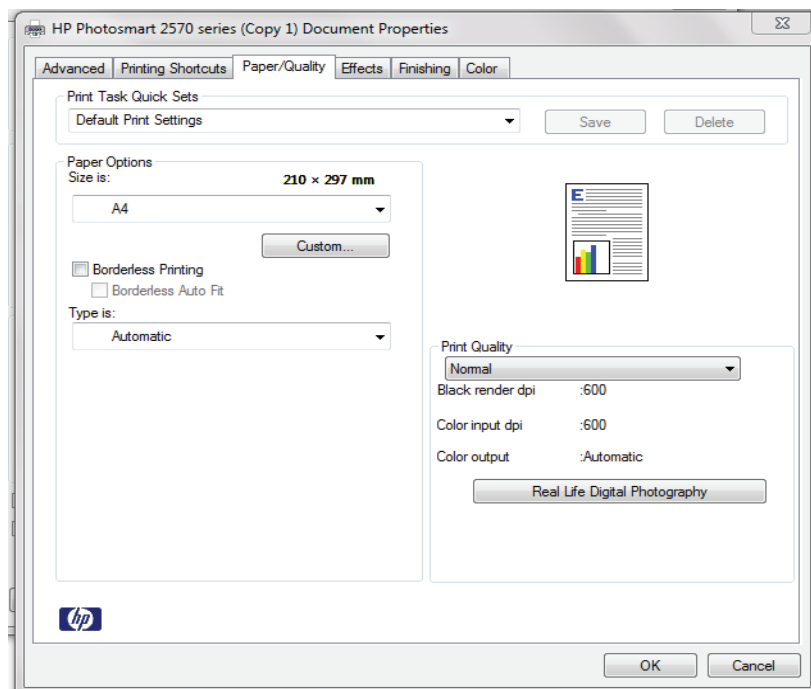 HP Photosmart 2570 series (Copy 1) Document Properties
Advanced Printing Shortcuts Paper/Quality Effects Finishing Color
Print Task Quick Sets
Default Print Settings Save Delete
Paper Options
Size is: 210 × 297 mm
A4
Custom...
Borderless Printing
Borderless Auto Fit
Type is:
Automatic
E
Print Quality
Normal
Black render dpi :600
Color input dpi :600
Color output :Automatic
Real Life Digital Photography
hp
OK Cancel